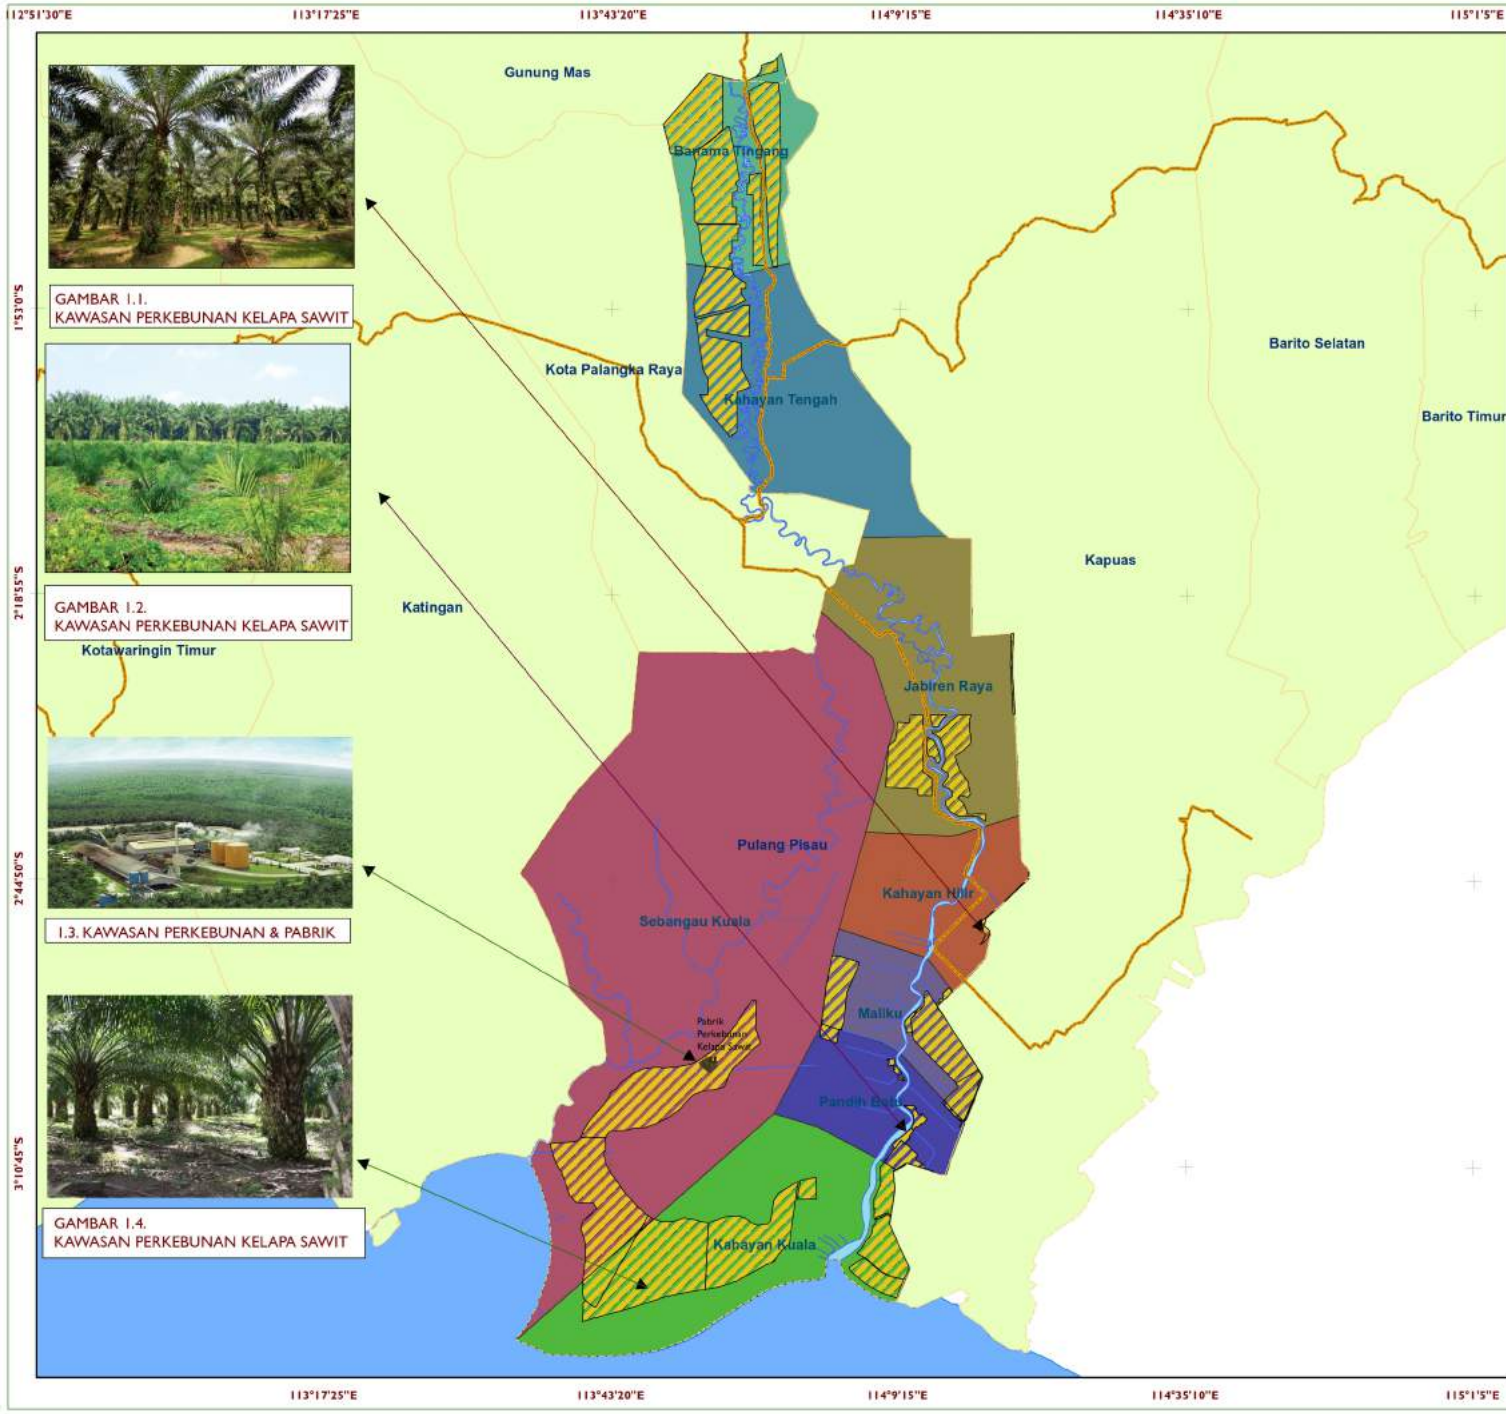 112°51'30"E
113°17'25"E
113°43'20"E
114°9'15"E
114°35'10"E
115°1'5"E
Gunung Mas
Banama Tingang
GAMBAR 1.1.
KAWASAN PERKEBUNAN KELAPA SAWIT
1°53'0"S
Barito Selatan
Kota Palangka Raya
Kahayan Tengah
Barito Timur
Kapuas
2°18'55"S
GAMBAR 1.2.
KAWASAN PERKEBUNAN KELAPA SAWIT
Katingan
Kotawaringin Timur
Jabiren Raya
Pulang Pisau
2°44'50"S
Kahayan Hilir
Sebangau Kuala
1.3. KAWASAN PERKEBUNAN & PABRIK
Maliku
Pabrik
Perkebunan
Kelapa Sawit
Pandih Batu
3°10'45"S
GAMBAR 1.4.
KAWASAN PERKEBUNAN KELAPA SAWIT
Kahayan Kuala
113°17'25"E
113°43'20"E
114°9'15"E
114°35'10"E
115°1'5"E